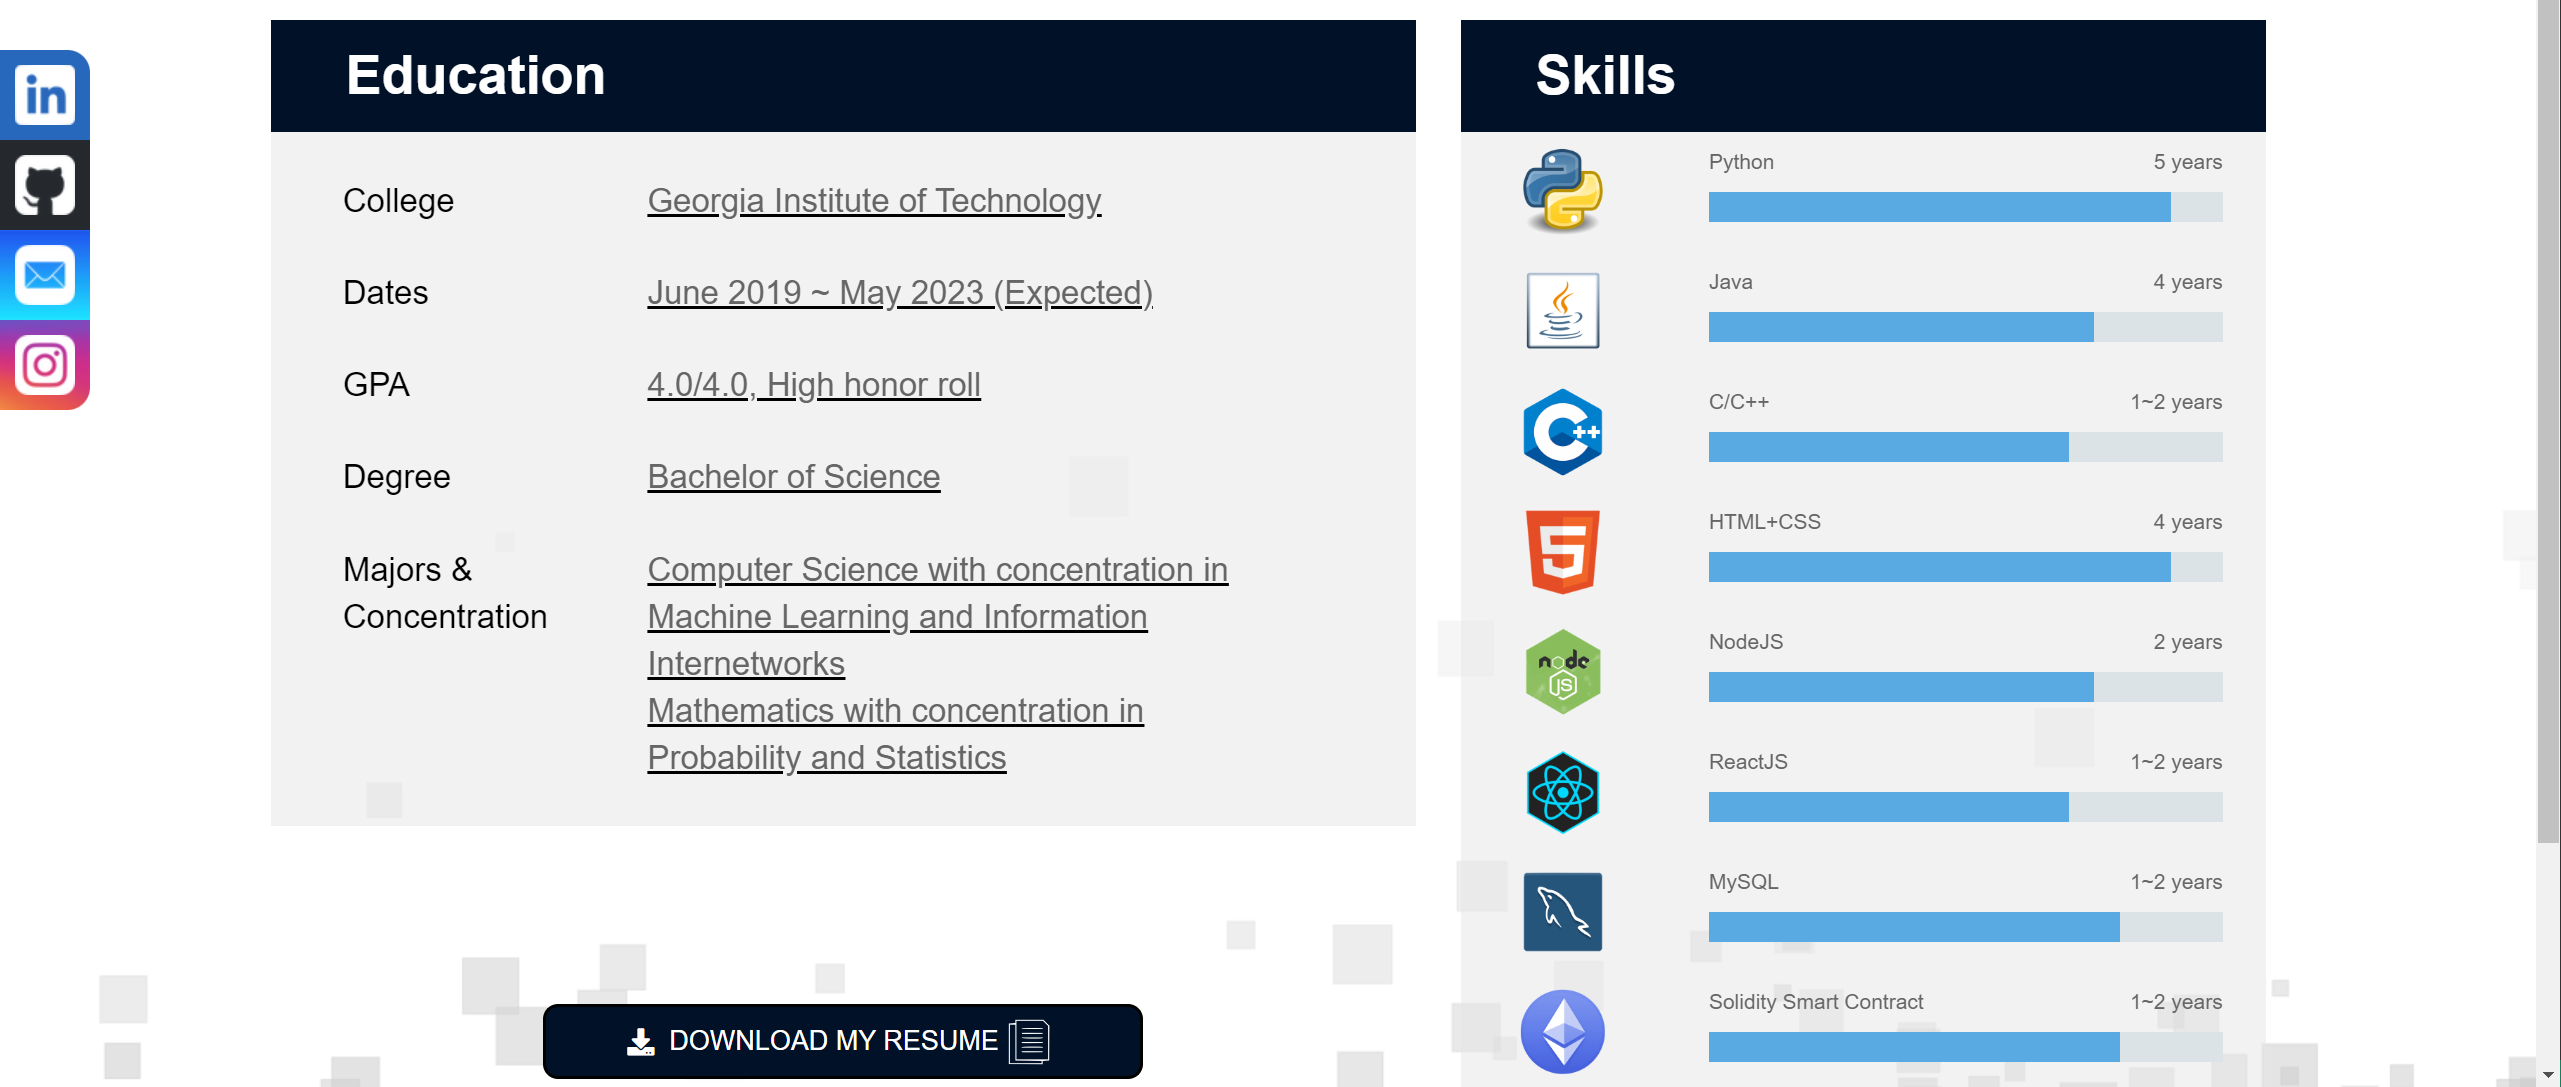 Education
College
Georgia Institute of Technology
Dates
June 2019 ~ May 2023 (Expected)
GPA
4.0/4.0, High honor roll
Degree
Bachelor of Science
Majors &
Concentration
Computer Science with concentration in
Machine Learning and Information
Internetworks
Mathematics with concentration in
Probability and Statistics
DOWNLOAD MY RESUME
Skills
Python 5 years
Java 4 years
C/C++ 1~2 years
HTML+CSS 4 years
NodeJS 2 years
ReactJS 1~2 years
MySQL 1~2 years
Solidity Smart Contract 1~2 years
in
C++
5
node
JS